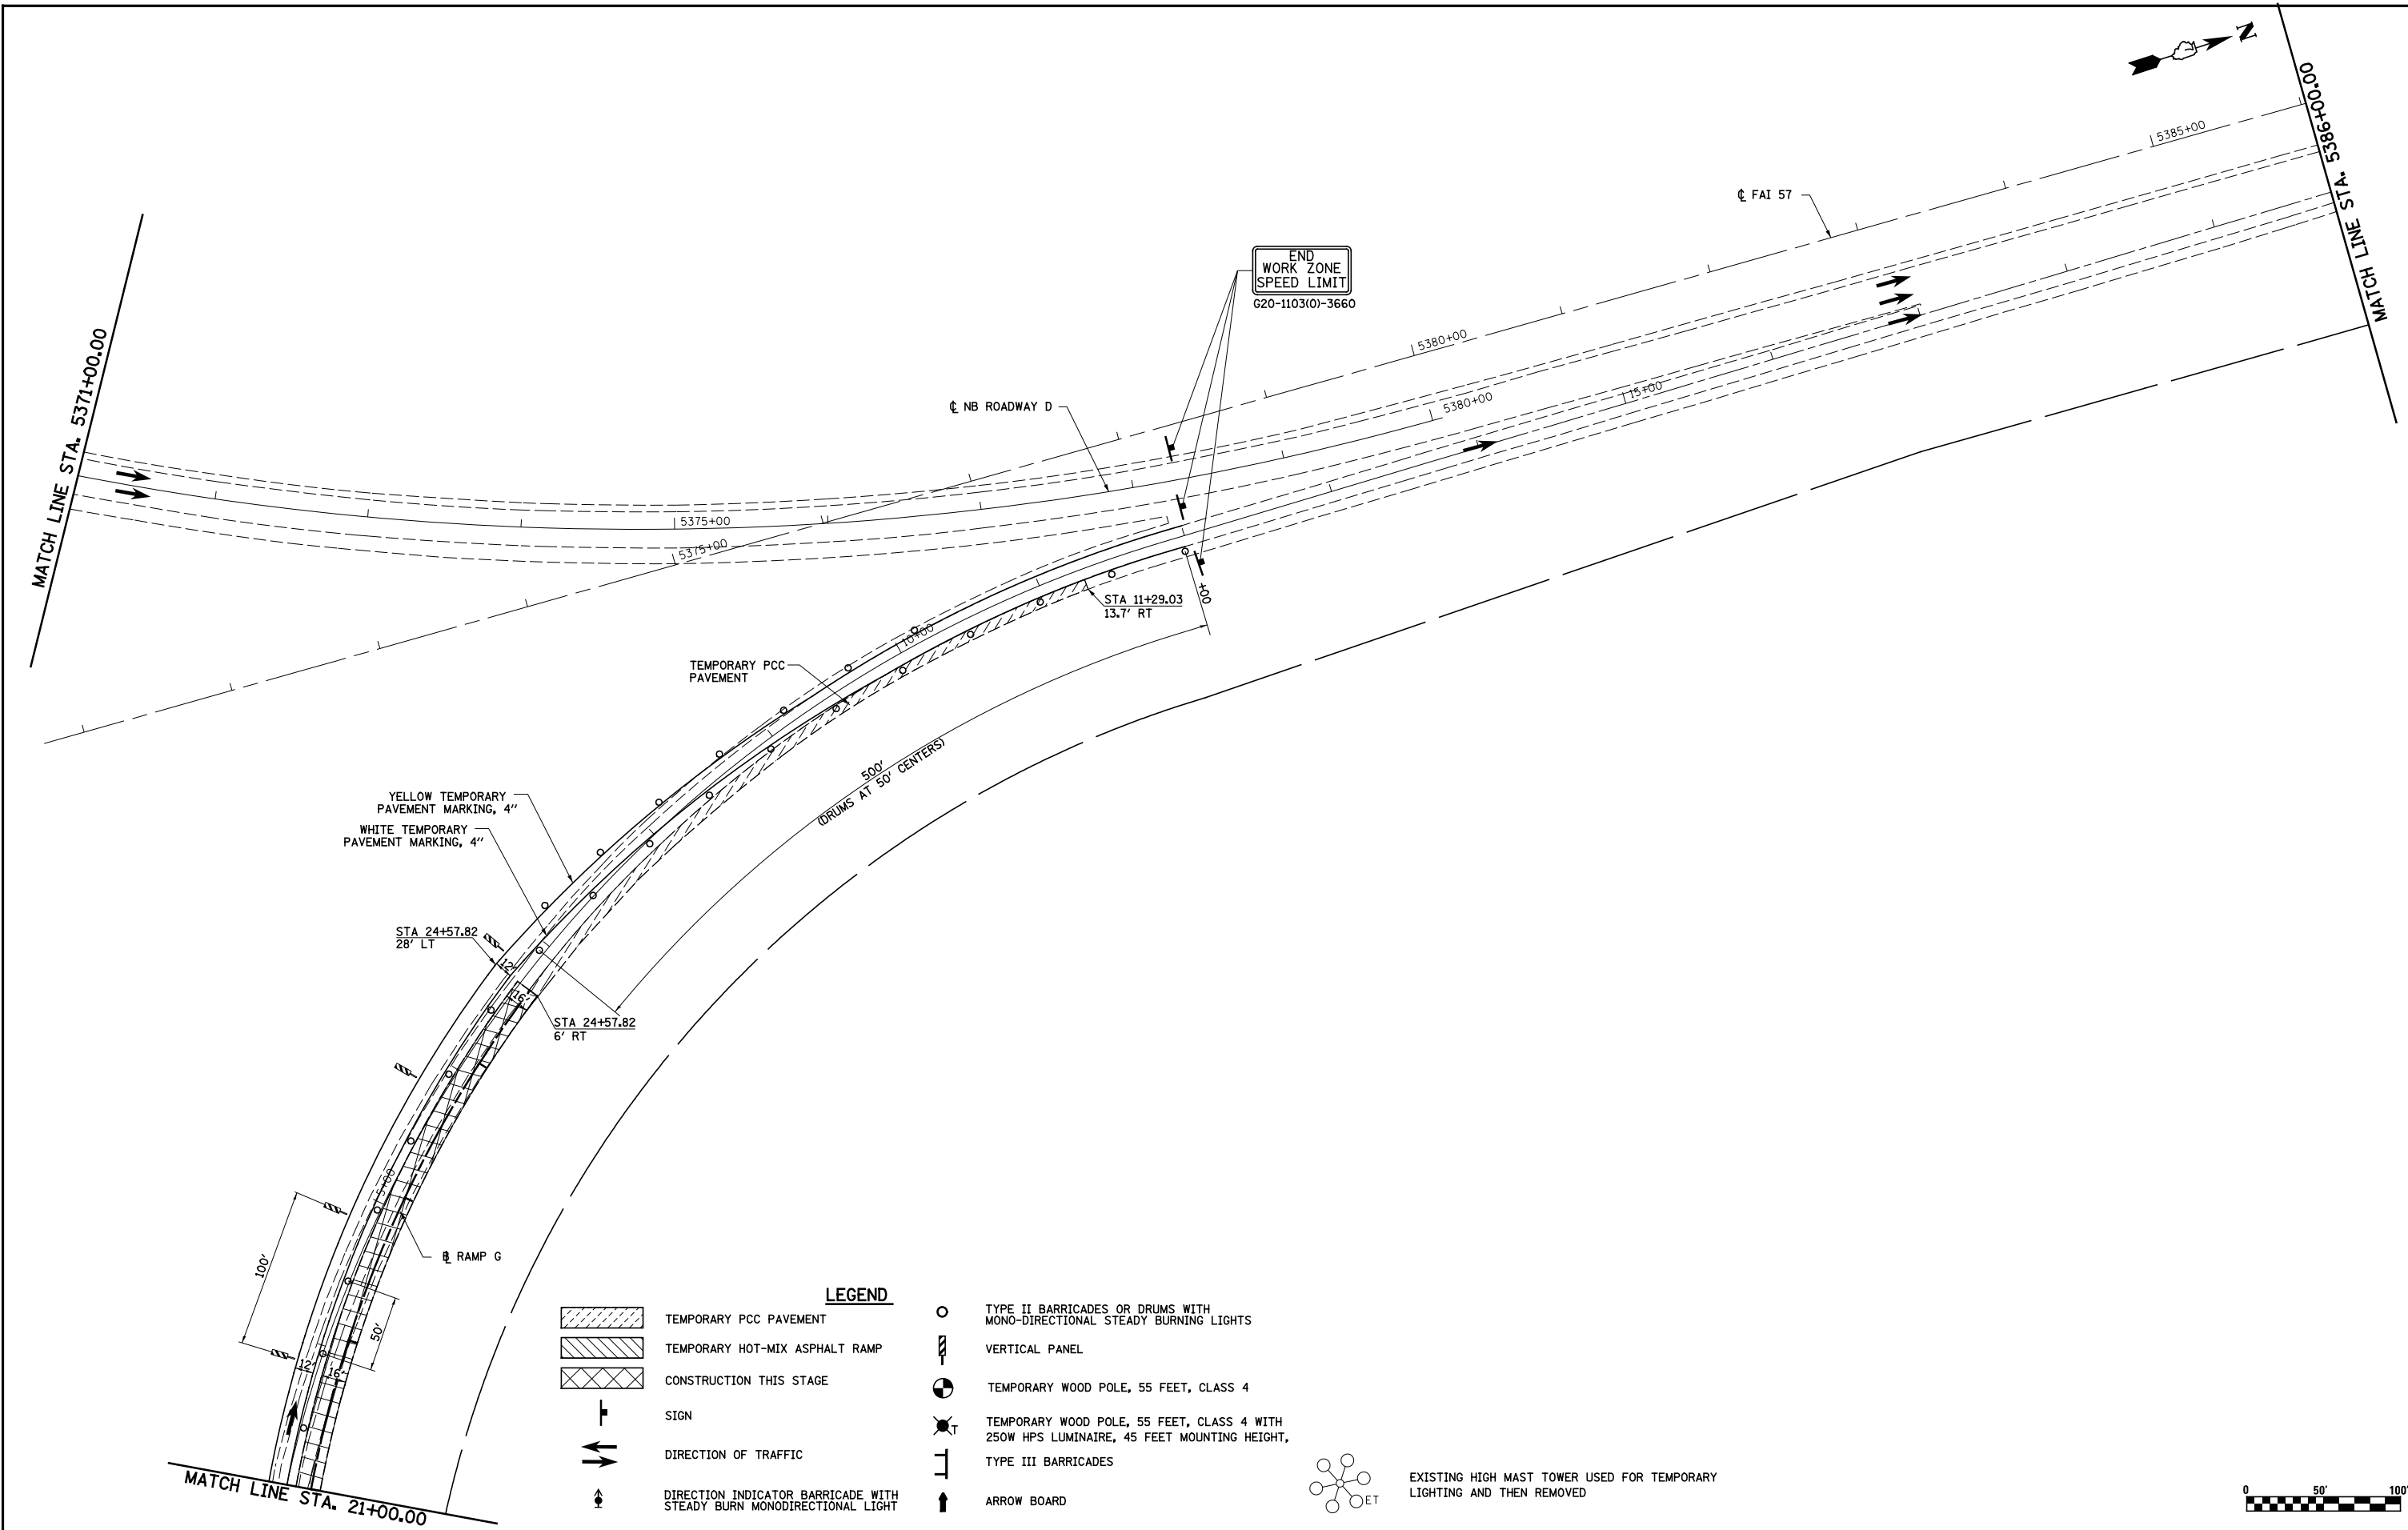 N
MATCH LINE STA. 5386+00.00
5385+00
℄ FAI 57
END
WORK ZONE
SPEED LIMIT
G20-1103(0)-3660
MATCH LINE STA. 5371+00.00
5380+00
15+00
5380+00
℄ NB ROADWAY D
5375+00
5375+00
+00
STA 11+29.03
13.7' RT
10+00
TEMPORARY PCC
PAVEMENT
500'
(DRUMS AT 50' CENTERS)
YELLOW TEMPORARY
PAVEMENT MARKING, 4"
WHITE TEMPORARY
PAVEMENT MARKING, 4"
STA 24+57.82
28' LT
12'
16'
STA 24+57.82
6' RT
5+00
100'
℄ RAMP G
50'
12'
16'
MATCH LINE STA. 21+00.00
LEGEND
TEMPORARY PCC PAVEMENT
TEMPORARY HOT-MIX ASPHALT RAMP
CONSTRUCTION THIS STAGE
SIGN
DIRECTION OF TRAFFIC
DIRECTION INDICATOR BARRICADE WITH
STEADY BURN MONODIRECTIONAL LIGHT
TYPE II BARRICADES OR DRUMS WITH
MONO-DIRECTIONAL STEADY BURNING LIGHTS
VERTICAL PANEL
TEMPORARY WOOD POLE, 55 FEET, CLASS 4
T
TEMPORARY WOOD POLE, 55 FEET, CLASS 4 WITH
250W HPS LUMINAIRE, 45 FEET MOUNTING HEIGHT,
TYPE III BARRICADES
ARROW BOARD
ET
EXISTING HIGH MAST TOWER USED FOR TEMPORARY
LIGHTING AND THEN REMOVED
0 50' 100'